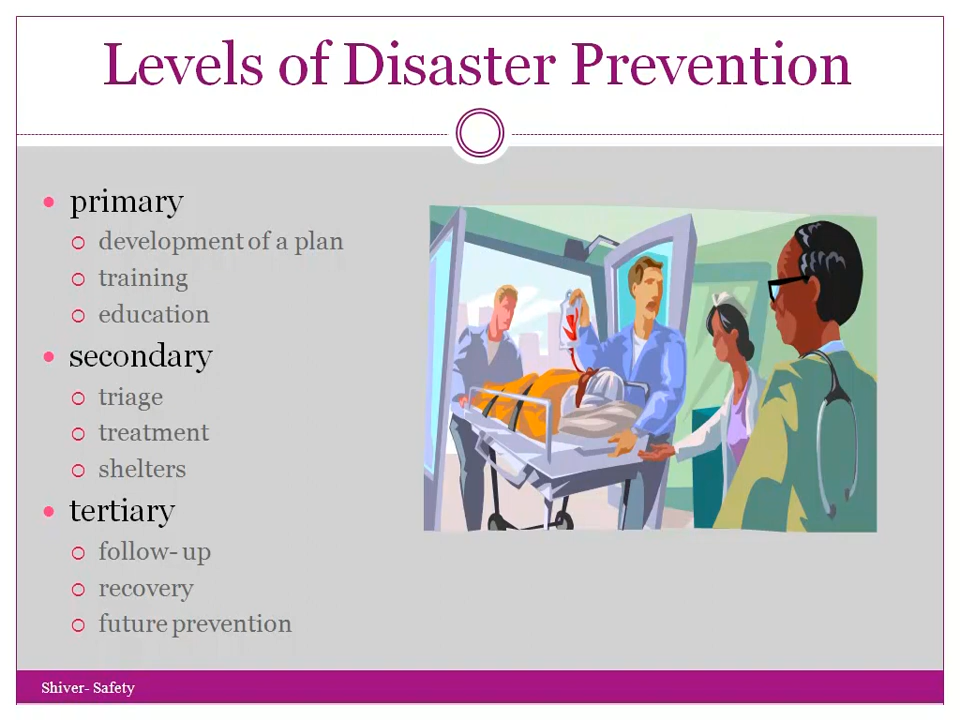 Levels of Disaster Prevention
primary
development of a plan
training
education
secondary
triage
treatment
shelters
tertiary
follow- up
recovery
future prevention
Shiver- Safety